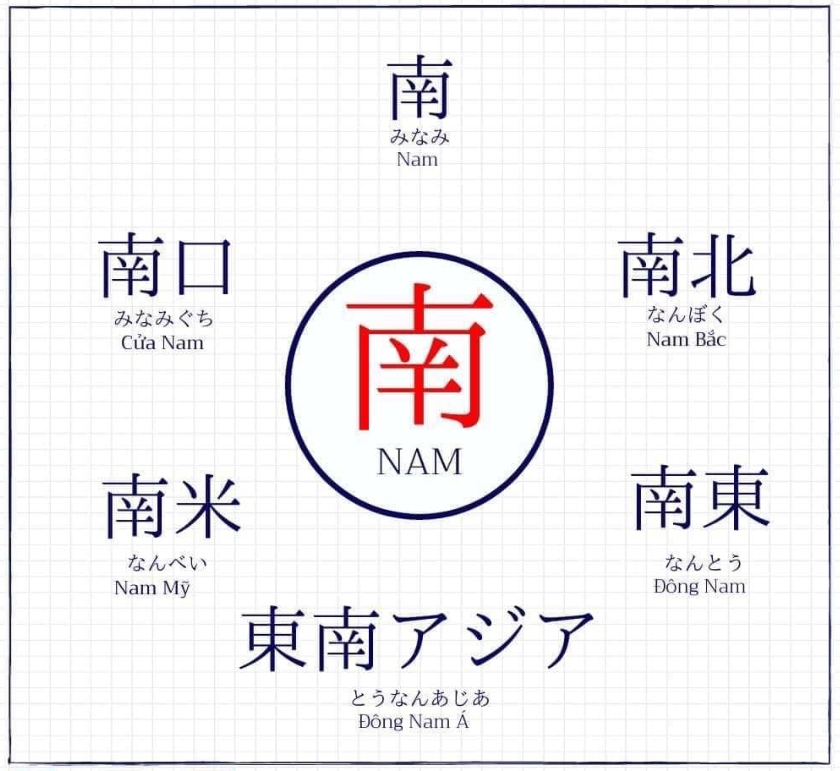 南
みなみ
Nam
南口
みなみぐち
Cửa Nam
南北
なんぼく
Nam Bắc
南
NAM
南米
なんべい
Nam Mỹ
南東
なんとう
Đông Nam
東南アジア
とうなんあじあ
Đông Nam Á